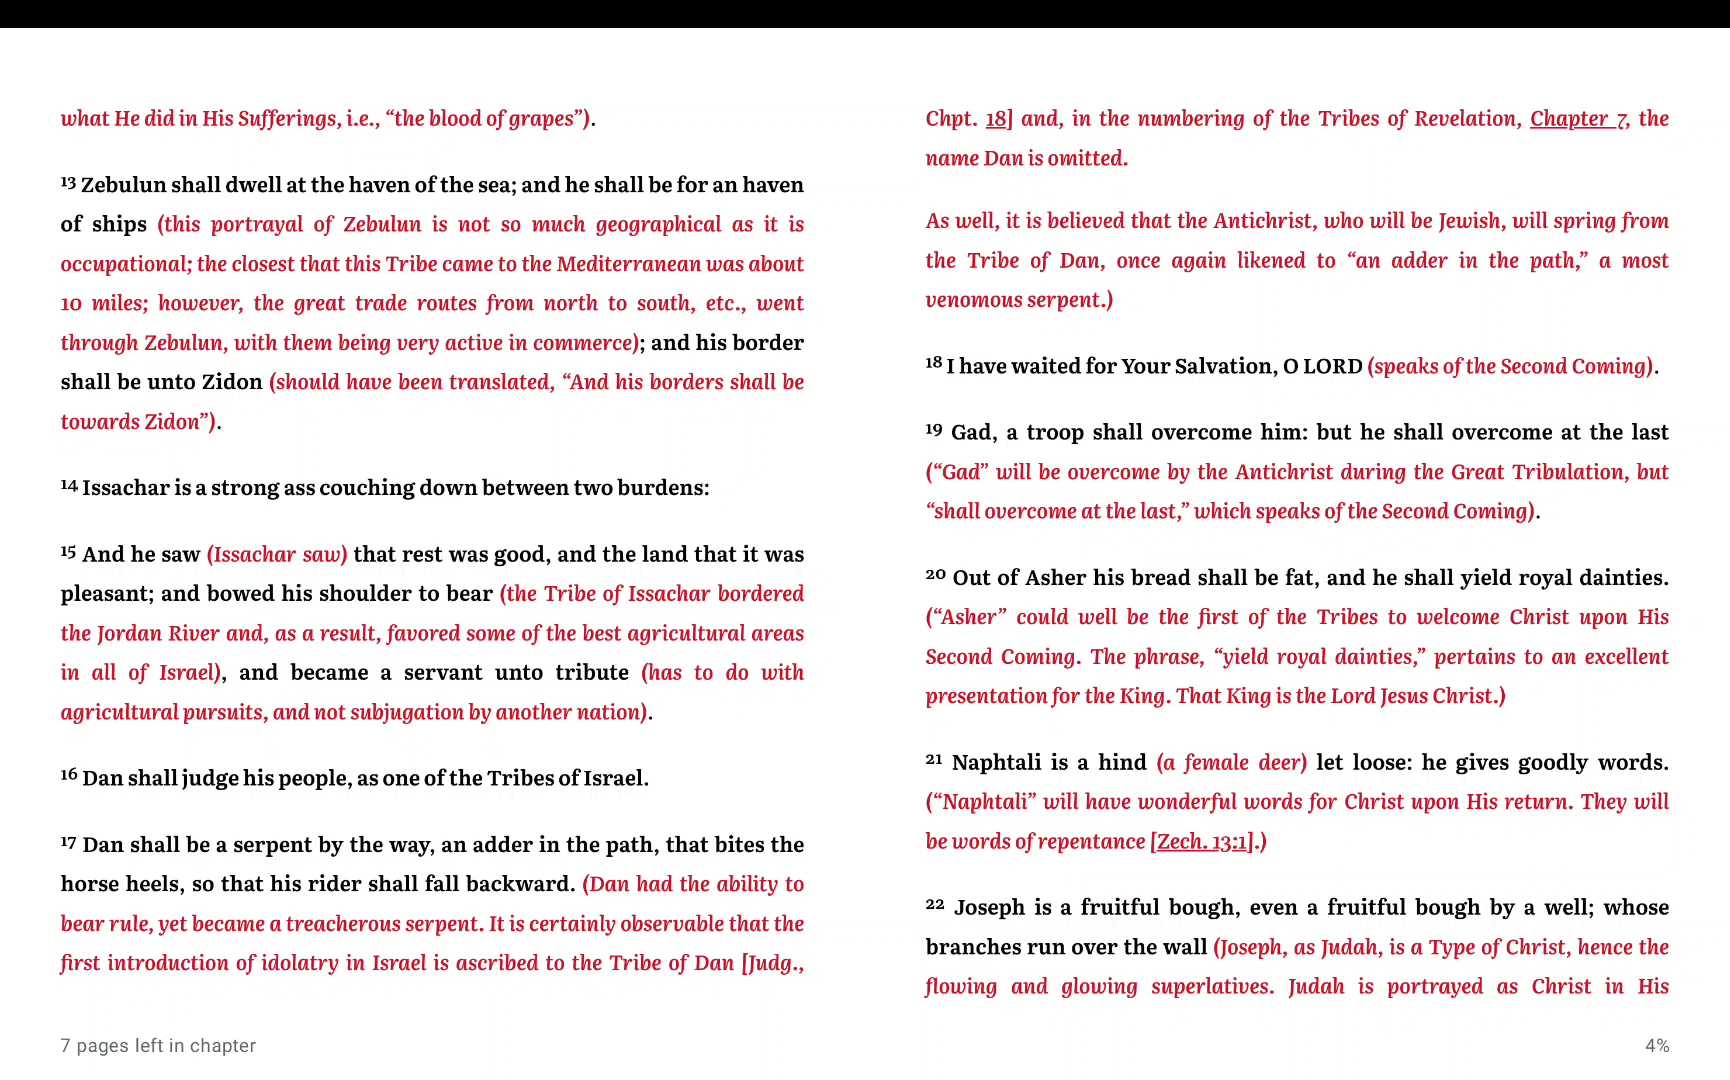 what He did in His Sufferings, i.e., “the blood of grapes”).
¹³ Zebulun shall dwell at the haven of the sea; and he shall be for an haven
of ships (this portrayal of Zebulun is not so much geographical as it is
occupational; the closest that this Tribe came to the Mediterranean was about
10 miles; however, the great trade routes from north to south, etc., went
through Zebulun, with them being very active in commerce); and his border
shall be unto Zidon (should have been translated, “And his borders shall be
towards Zidon”).
¹⁴ Issachar is a strong ass couching down between two burdens:
¹⁵ And he saw (Issachar saw) that rest was good, and the land that it was
pleasant; and bowed his shoulder to bear (the Tribe of Issachar bordered
the Jordan River and, as a result, favored some of the best agricultural areas
in all of Israel), and became a servant unto tribute (has to do with
agricultural pursuits, and not subjugation by another nation).
¹⁶ Dan shall judge his people, as one of the Tribes of Israel.
¹⁷ Dan shall be a serpent by the way, an adder in the path, that bites the
horse heels, so that his rider shall fall backward. (Dan had the ability to
bear rule, yet became a treacherous serpent. It is certainly observable that the
first introduction of idolatry in Israel is ascribed to the Tribe of Dan [Judg.,
Chpt. 18] and, in the numbering of the Tribes of Revelation, Chapter 7, the
name Dan is omitted.
As well, it is believed that the Antichrist, who will be Jewish, will spring from
the Tribe of Dan, once again likened to “an adder in the path,” a most
venomous serpent.)
¹⁸ I have waited for Your Salvation, O LORD (speaks of the Second Coming).
¹⁹ Gad, a troop shall overcome him: but he shall overcome at the last
(“Gad” will be overcome by the Antichrist during the Great Tribulation, but
“shall overcome at the last,” which speaks of the Second Coming).
²⁰ Out of Asher his bread shall be fat, and he shall yield royal dainties.
(“Asher” could well be the first of the Tribes to welcome Christ upon His
Second Coming. The phrase, “yield royal dainties,” pertains to an excellent
presentation for the King. That King is the Lord Jesus Christ.)
²¹ Naphtali is a hind (a female deer) let loose: he gives goodly words.
(“Naphtali” will have wonderful words for Christ upon His return. They will
be words of repentance [Zech. 13:1].)
²² Joseph is a fruitful bough, even a fruitful bough by a well; whose
branches run over the wall (Joseph, as Judah, is a Type of Christ, hence the
flowing and glowing superlatives. Judah is portrayed as Christ in His
7 pages left in chapter
4%